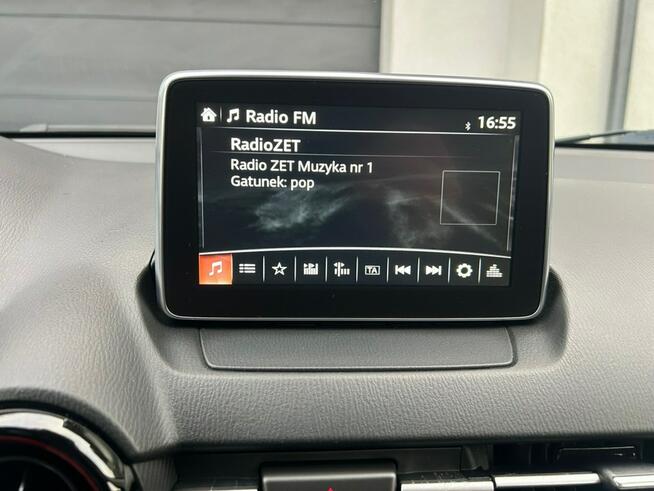 Radio FM
16:55
RadioZET
Radio ZET Muzyka nr 1
Gatunek: pop
TA